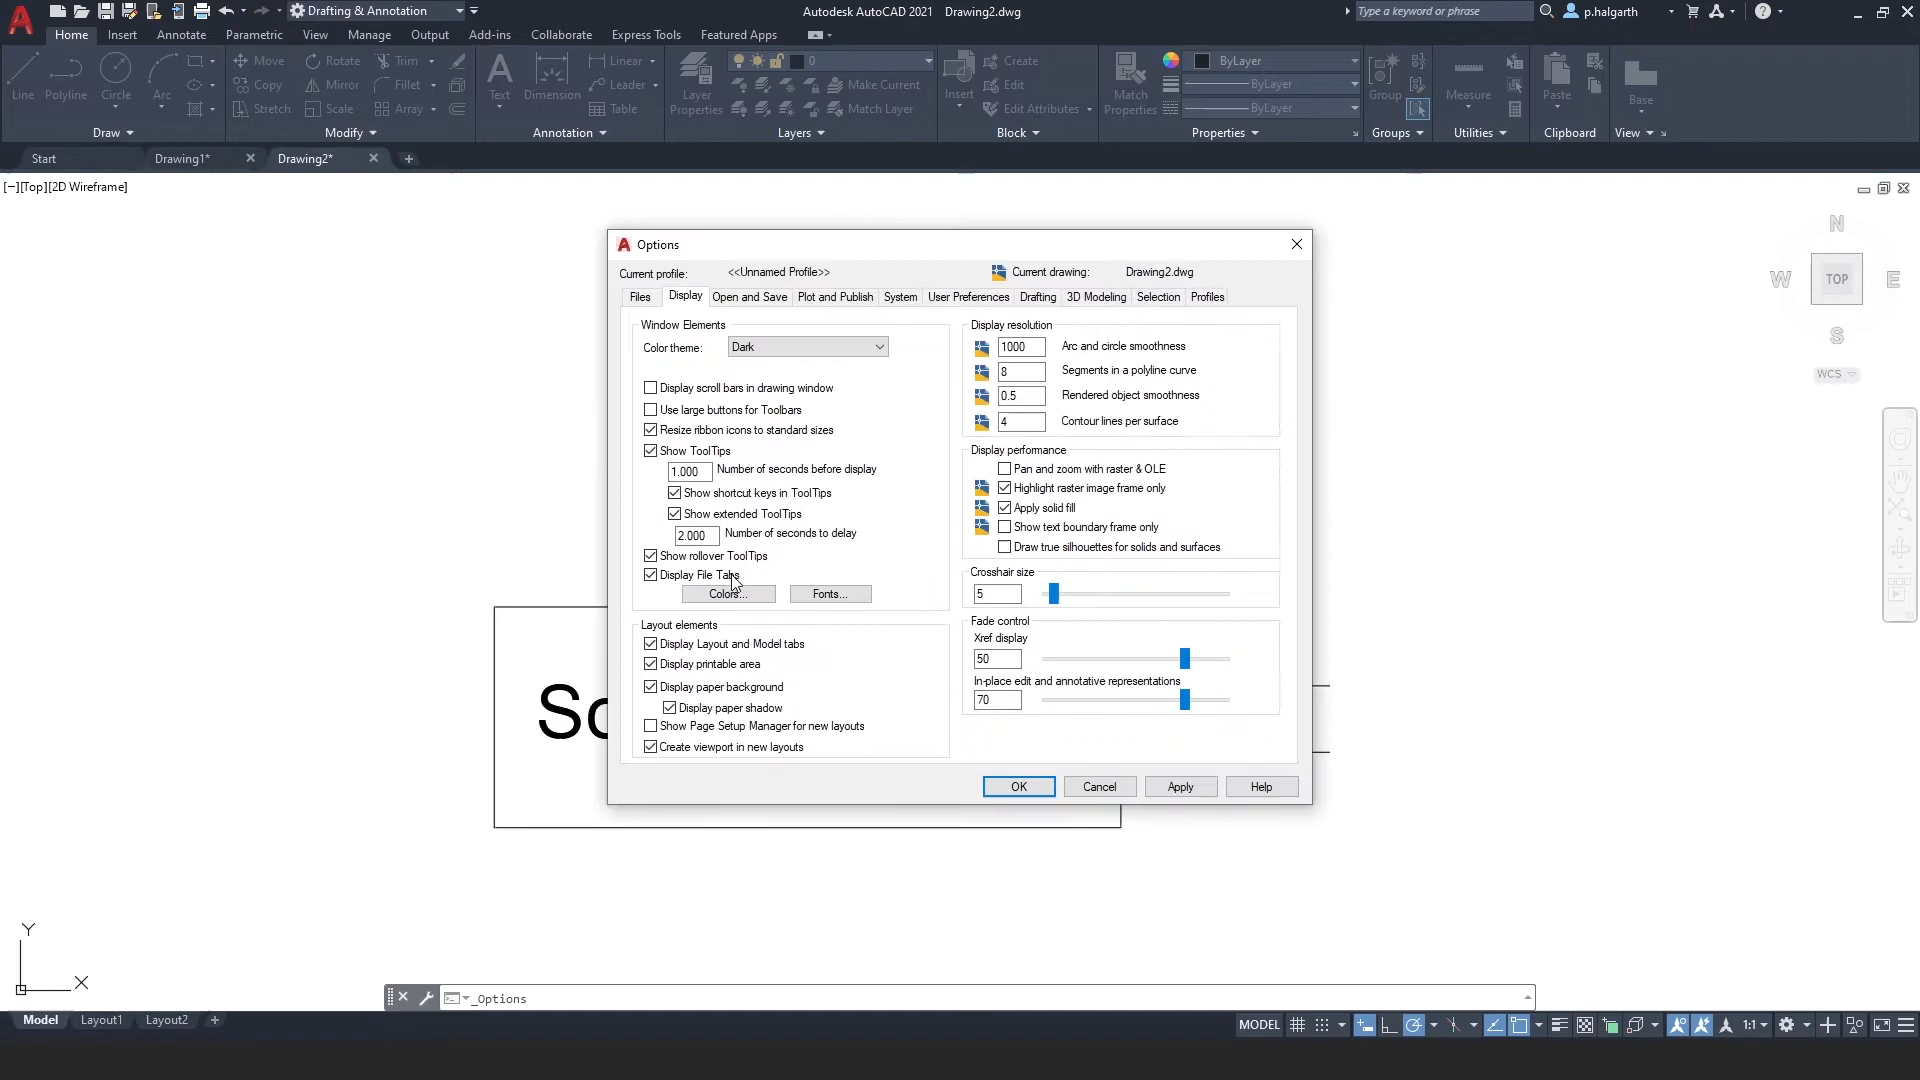 Drafting & Annotation
Autodesk AutoCAD 2021 Drawing2.dwg
Type a keyword or phrase
p.halgarth
Home Insert Annotate Parametric View Manage Output Add-ins Collaborate Express Tools Featured Apps
Line Polyline Circle Arc
Move Rotate Trim
Copy Mirror Fillet
Stretch Scale Array
Text Dimension
Linear
Leader
Table
Layer Properties
0
Make Current
Match Layer
Insert
Create
Edit
Edit Attributes
Match Properties
ByLayer
ByLayer
ByLayer
Group
Measure
Paste
Base
Draw Modify Annotation Layers Block Properties Groups Utilities Clipboard View
Start Drawing1* Drawing2*
[−][Top][2D Wireframe]
N
W TOP E
S
WCS
Options
Current profile: <<Unnamed Profile>> Current drawing: Drawing2.dwg
Files Display Open and Save Plot and Publish System User Preferences Drafting 3D Modeling Selection Profiles
Window Elements
Color theme: Dark
Display scroll bars in drawing window
Use large buttons for Toolbars
Resize ribbon icons to standard sizes
Show ToolTips
1.000 Number of seconds before display
Show shortcut keys in ToolTips
Show extended ToolTips
2.000 Number of seconds to delay
Show rollover ToolTips
Display File Tabs
Colors... Fonts...
Layout elements
Display Layout and Model tabs
Display printable area
Display paper background
Display paper shadow
Show Page Setup Manager for new layouts
Create viewport in new layouts
Display resolution
1000 Arc and circle smoothness
8 Segments in a polyline curve
0.5 Rendered object smoothness
4 Contour lines per surface
Display performance
Pan and zoom with raster & OLE
Highlight raster image frame only
Apply solid fill
Show text boundary frame only
Draw true silhouettes for solids and surfaces
Crosshair size
5
Fade control
Xref display
50
In-place edit and annotative representations
70
OK Cancel Apply Help
Y
X
_Options
Model Layout1 Layout2
MODEL 1:1